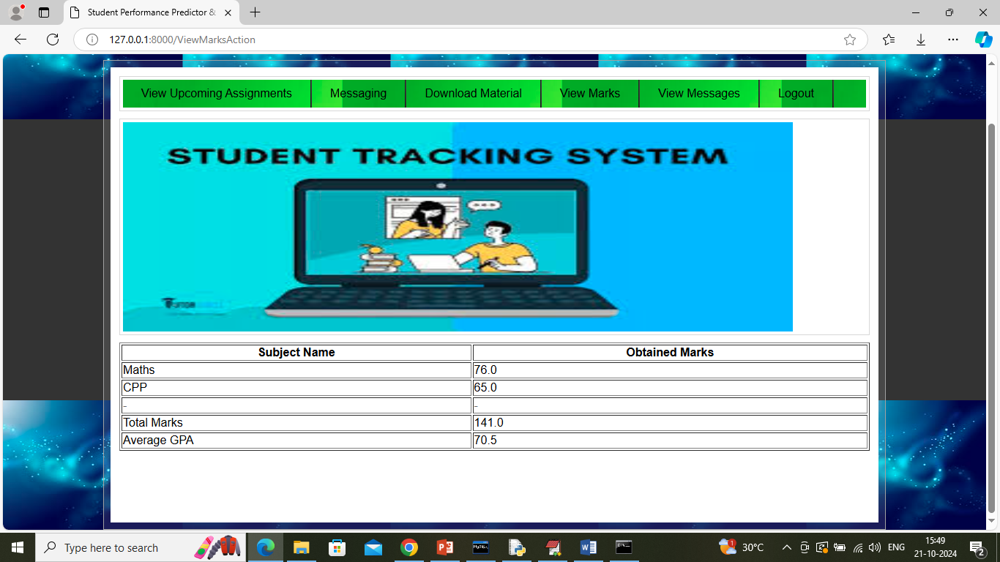 Student Performance Predictor &
127.0.0.1:8000/ViewMarksAction
View Upcoming Assignments Messaging Download Material View Marks View Messages Logout
STUDENT TRACKING SYSTEM
Subject Name Obtained Marks
Maths 76.0
CPP 65.0
- -
Total Marks 141.0
Average GPA 70.5
Type here to search 1 30°C ENG 15:49
21-10-2024 2